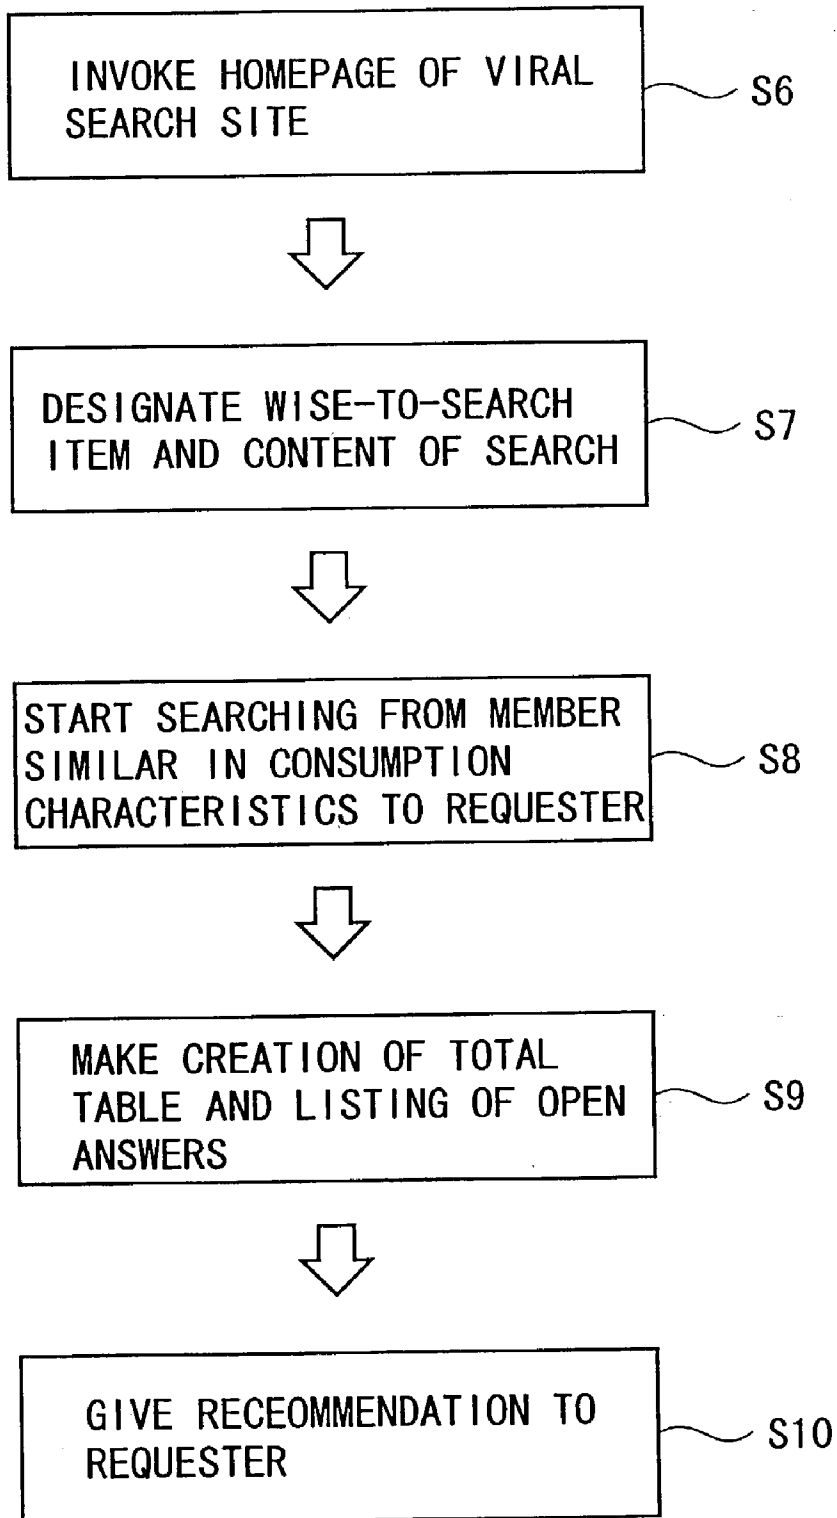 INVOKE HOMEPAGE OF VIRAL
SEARCH SITE
S6
DESIGNATE WISE-TO-SEARCH
ITEM AND CONTENT OF SEARCH
S7
START SEARCHING FROM MEMBER
SIMILAR IN CONSUMPTION
CHARACTERISTICS TO REQUESTER
S8
MAKE CREATION OF TOTAL
TABLE AND LISTING OF OPEN
ANSWERS
S9
GIVE RECEOMMENDATION TO
REQUESTER
S10